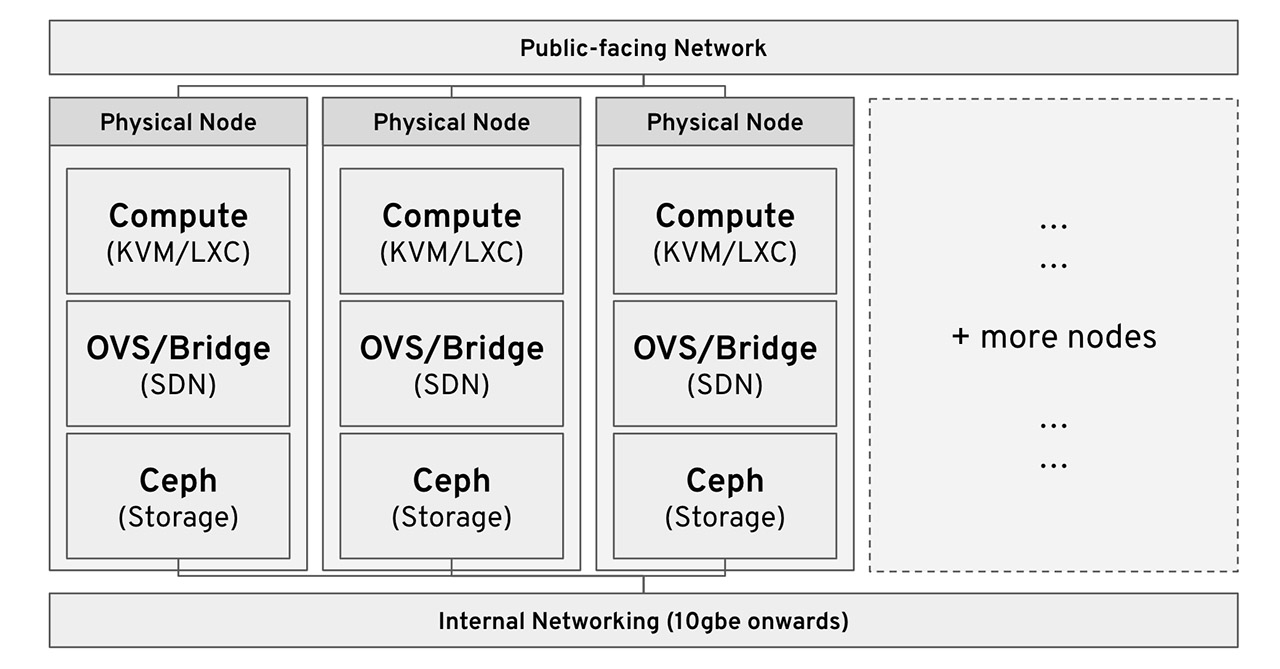 Public-facing Network
Physical Node
Compute
(KVM/LXC)
OVS/Bridge
(SDN)
Ceph
(Storage)
Physical Node
Compute
(KVM/LXC)
OVS/Bridge
(SDN)
Ceph
(Storage)
Physical Node
Compute
(KVM/LXC)
OVS/Bridge
(SDN)
Ceph
(Storage)
...
...
+ more nodes
...
...
Internal Networking (10gbe onwards)